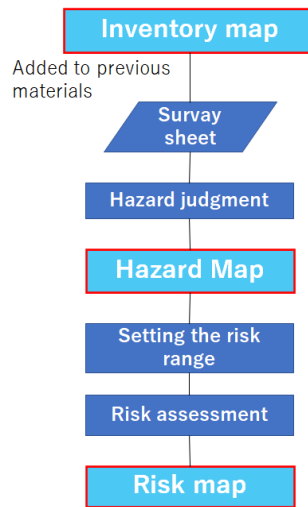 Inventory map
Added to previous
materials
Survay
sheet
Hazard judgment
Hazard Map
Setting the risk
range
Risk assessment
Risk map